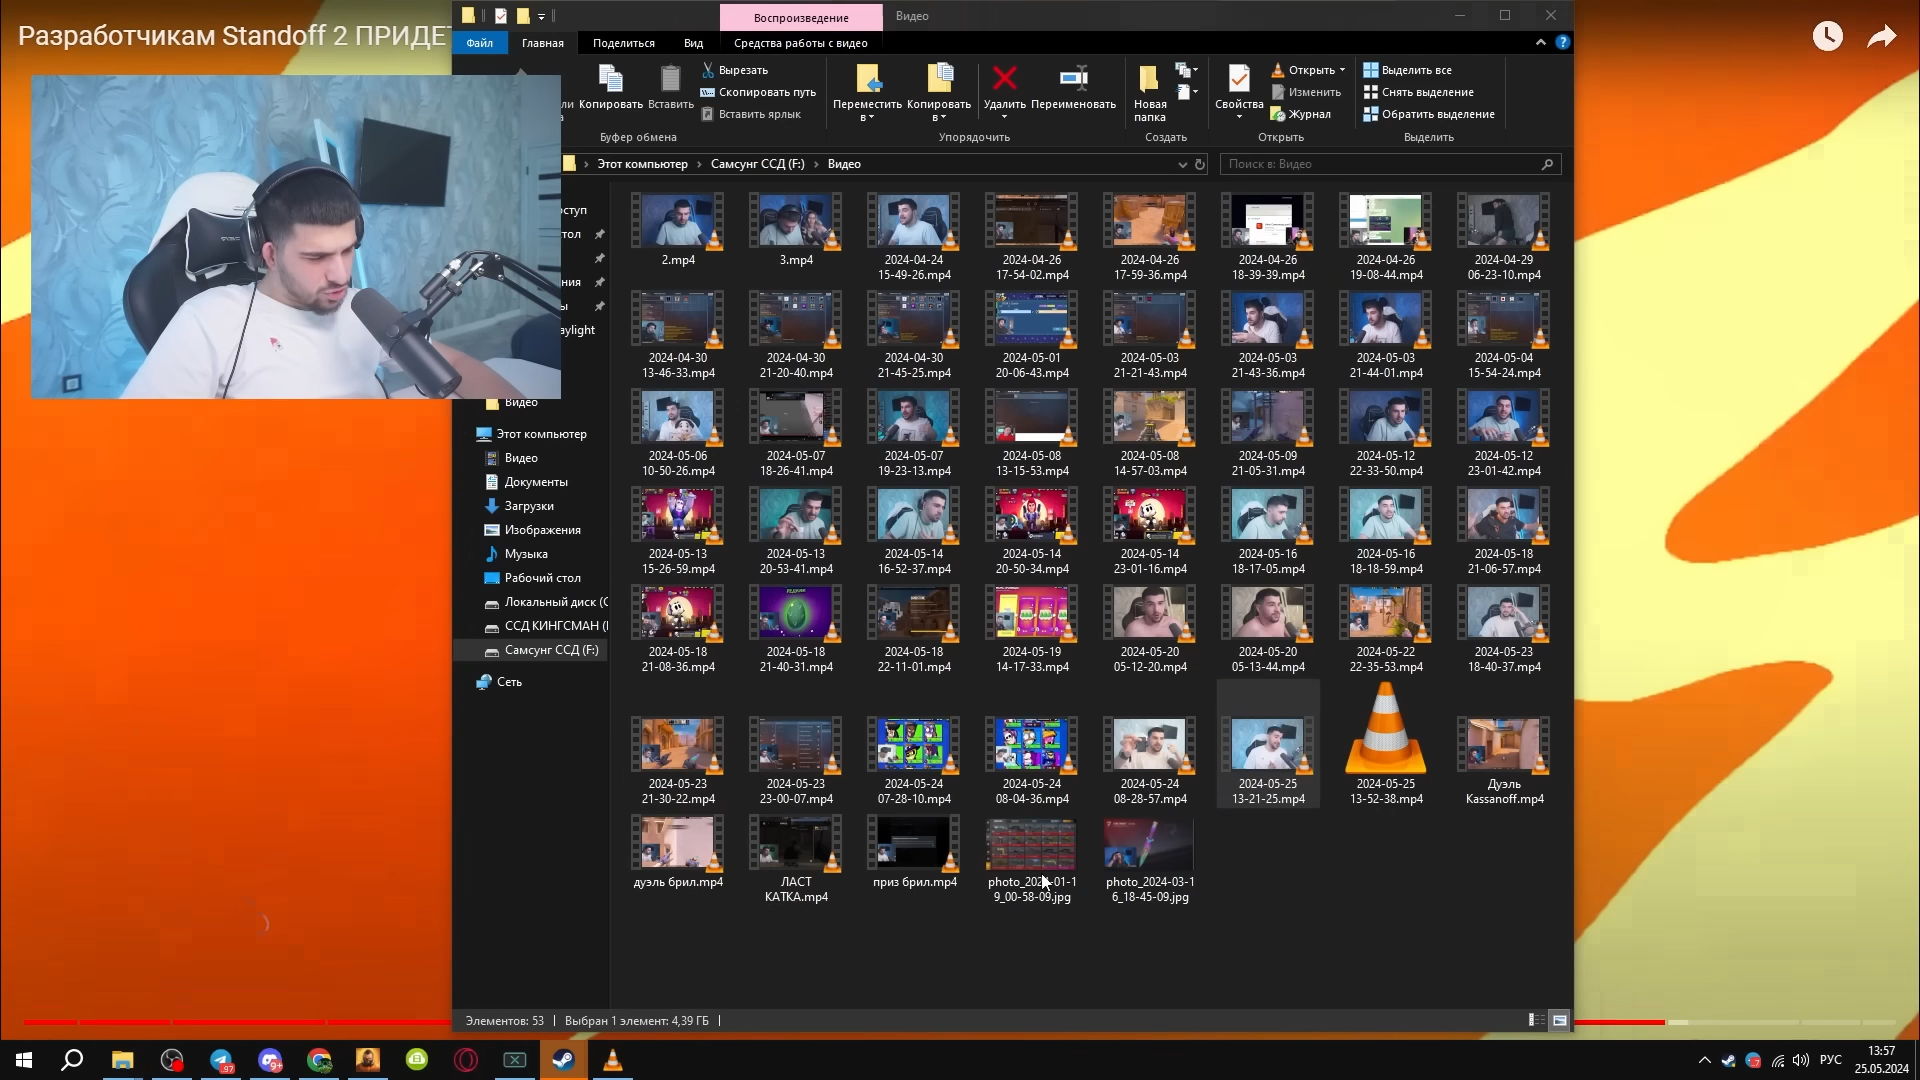 Разработчикам Standoff 2 ПРИДЕ
Воспроизведение
Видео
Файл
Главная
Поделиться
Вид
Средства работы с видео
Копировать
Вставить
Вырезать
Скопировать путь
Вставить ярлык
Буфер обмена
Переместить в
Копировать в
Удалить
Переименовать
Упорядочить
Новая папка
Создать
Свойства
Открыть
Изменить
Журнал
Открыть
Выделить все
Снять выделение
Обратить выделение
Выделить
Этот компьютер
Самсунг ССД (F:)
Видео
Поиск в: Видео
ступ
тол
ния
ы
aylight
Видео
Этот компьютер
Видео
Документы
Загрузки
Изображения
Музыка
Рабочий стол
Локальный диск (C
ССД КИНГСМАН (
Самсунг ССД (F:)
Сеть
2.mp4
3.mp4
2024-04-24 15-49-26.mp4
2024-04-26 17-54-02.mp4
2024-04-26 17-59-36.mp4
2024-04-26 18-39-39.mp4
2024-04-26 19-08-44.mp4
2024-04-29 06-23-10.mp4
2024-04-30 13-46-33.mp4
2024-04-30 21-20-40.mp4
2024-04-30 21-45-25.mp4
2024-05-01 20-06-43.mp4
2024-05-03 21-21-43.mp4
2024-05-03 21-43-36.mp4
2024-05-03 21-44-01.mp4
2024-05-04 15-54-24.mp4
2024-05-06 10-50-26.mp4
2024-05-07 18-26-41.mp4
2024-05-07 19-23-13.mp4
2024-05-08 13-15-53.mp4
2024-05-08 14-57-03.mp4
2024-05-09 21-05-31.mp4
2024-05-12 22-33-50.mp4
2024-05-12 23-01-42.mp4
2024-05-13 15-26-59.mp4
2024-05-13 20-53-41.mp4
2024-05-14 16-52-37.mp4
2024-05-14 20-50-34.mp4
2024-05-14 23-01-16.mp4
2024-05-16 18-17-05.mp4
2024-05-16 18-18-59.mp4
2024-05-18 21-06-57.mp4
2024-05-18 21-08-36.mp4
2024-05-18 21-40-31.mp4
2024-05-18 22-11-01.mp4
2024-05-19 14-17-33.mp4
2024-05-20 05-12-20.mp4
2024-05-20 05-13-44.mp4
2024-05-22 22-35-53.mp4
2024-05-23 18-40-37.mp4
2024-05-23 21-30-22.mp4
2024-05-23 23-00-07.mp4
2024-05-24 07-28-10.mp4
2024-05-24 08-04-36.mp4
2024-05-24 08-28-57.mp4
2024-05-25 13-21-25.mp4
2024-05-25 13-52-38.mp4
Дуэль Kassanoff.mp4
дуэль брил.mp4
ЛАСТ КАТКА.mp4
приз брил.mp4
photo_2024-01-19_00-58-09.jpg
photo_2024-03-16_18-45-09.jpg
Элементов: 53
Выбран 1 элемент: 4,39 ГБ
97
9+
РУС
13:57
25.05.2024